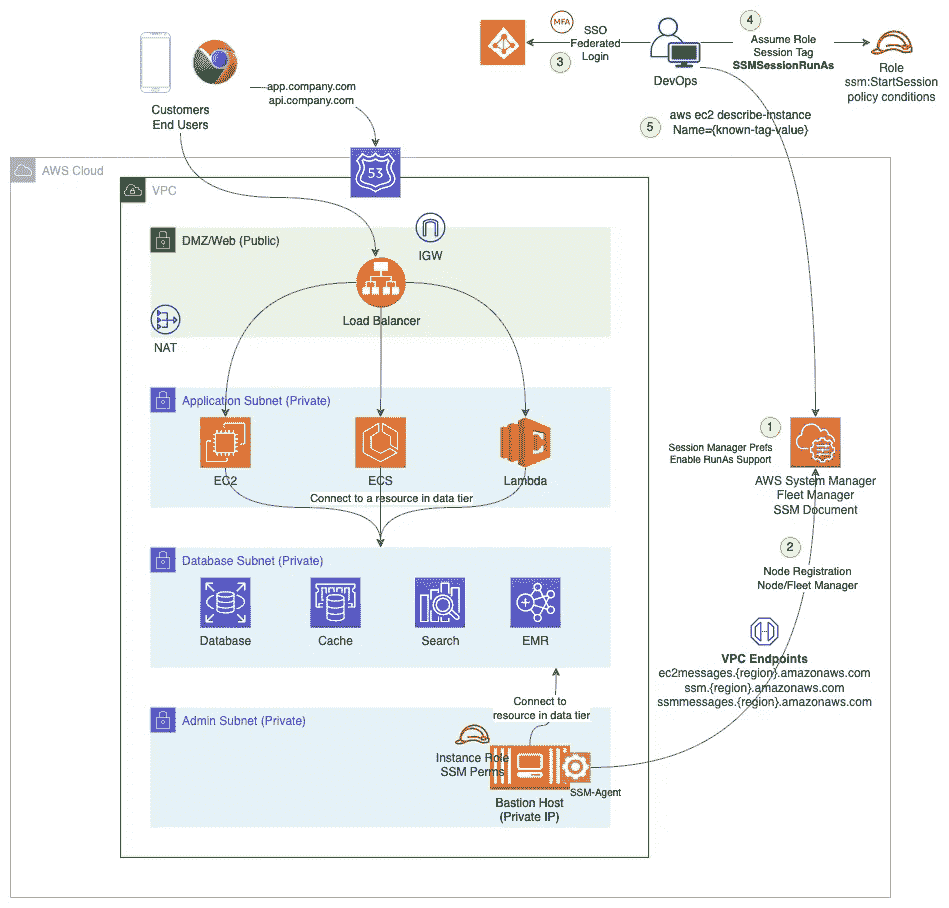 MFA
SSO
Federated
Login
3
DevOps
4
Assume Role
Session Tag
SSMSessionRunAs
Role
ssm:StartSession
policy conditions
Customers
End Users
app.company.com
api.company.com
5
aws ec2 describe-instance
Name={known-tag-value}
53
AWS Cloud
VPC
DMZ/Web (Public)
IGW
Load Balancer
NAT
Application Subnet (Private)
EC2
ECS
Lambda
Connect to a resource in data tier
1
Session Manager Prefs
Enable RunAs Support
AWS System Manager
Fleet Manager
SSM Document
2
Node Registration
Node/Fleet Manager
Database Subnet (Private)
Database
Cache
Search
EMR
VPC Endpoints
ec2messages.{region}.amazonaws.com
ssm.{region}.amazonaws.com
ssmmessages.{region}.amazonaws.com
Admin Subnet (Private)
Connect to
resource in data tier
Instance Role
SSM Perms
SSM-Agent
Bastion Host
(Private IP)